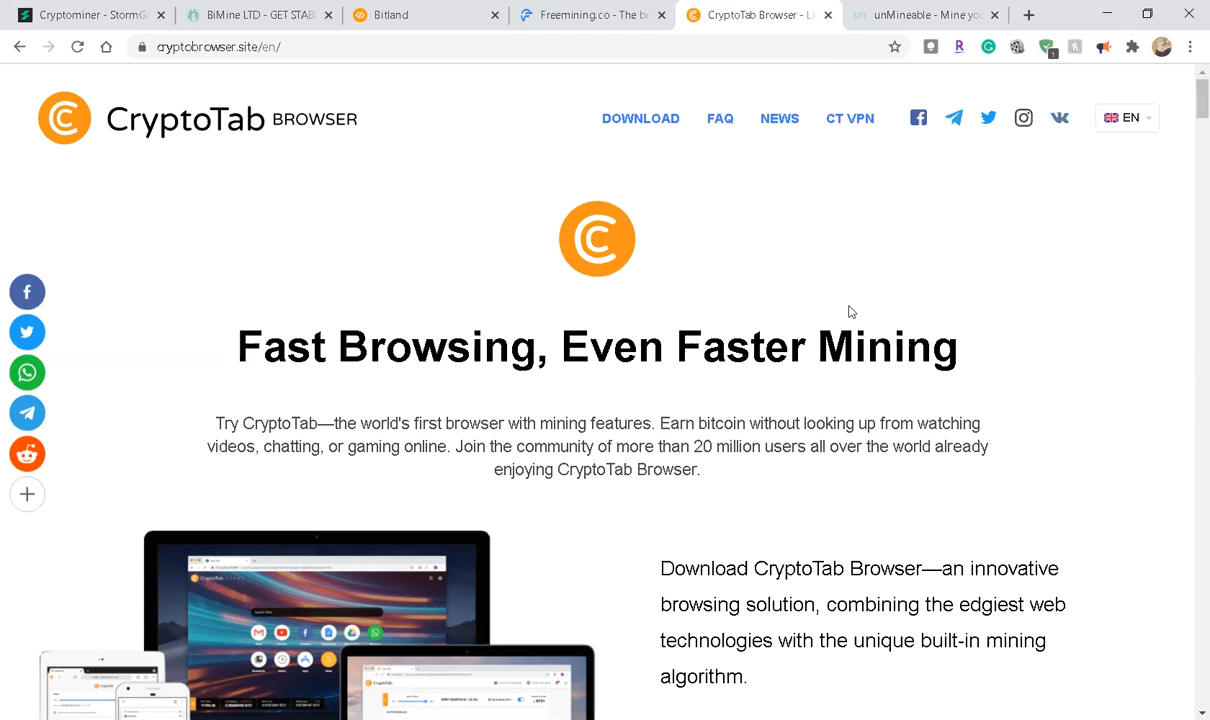 Cryptominer - StormG
BiMine LTD - GET STABL
Bitland
Freemining.co - The be
CryptoTab Browser - Li
unMineable - Mine you
cryptobrowser.site/en/
1
CryptoTab BROWSER
DOWNLOAD
FAQ
NEWS
CT VPN
EN
Fast Browsing, Even Faster Mining
Try CryptoTab—the world's first browser with mining features. Earn bitcoin without looking up from watching
videos, chatting, or gaming online. Join the community of more than 20 million users all over the world already
enjoying CryptoTab Browser.
Download CryptoTab Browser—an innovative
browsing solution, combining the edgiest web
technologies with the unique built-in mining
algorithm.
CryptoTab